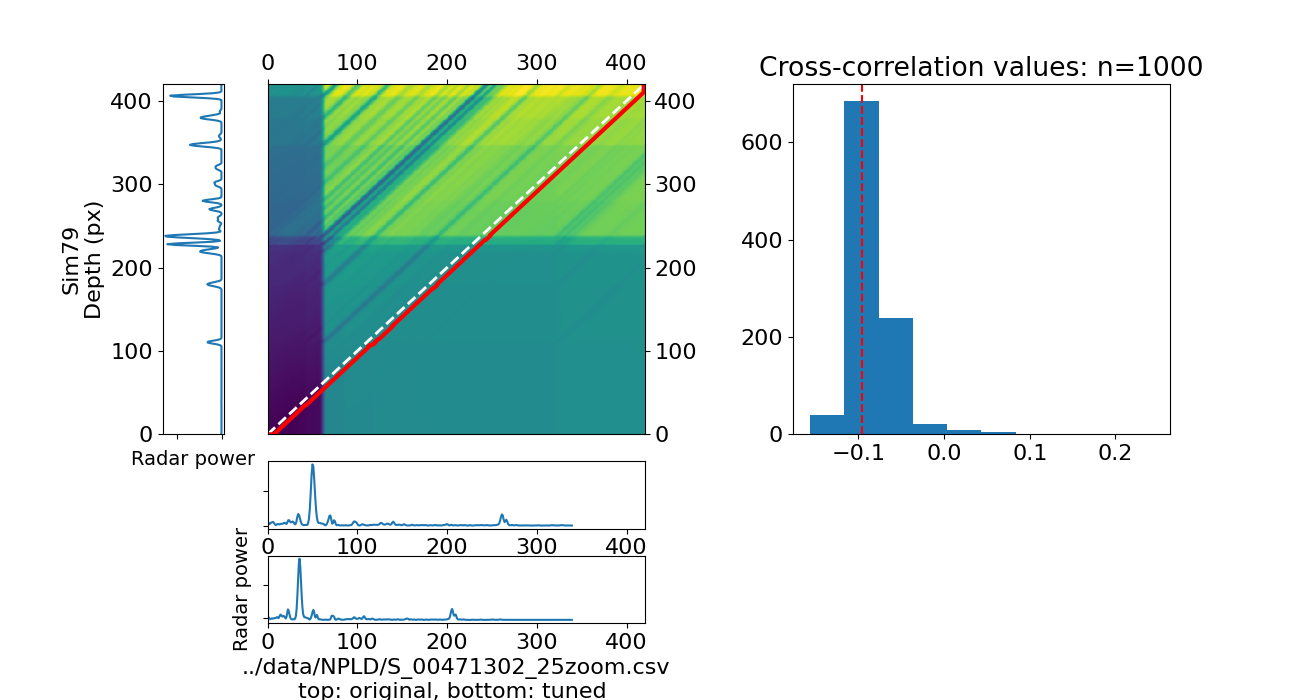 0 100 200 300 400
Cross-correlation values: n=1000
400
300
200
100
0
Sim79
Depth (px)
Radar power
400
300
200
100
0
600
400
200
0
−0.1 0.0 0.1 0.2
0 100 200 300 400
Radar power
0 100 200 300 400
../data/NPLD/S_00471302_25zoom.csv
top: original, bottom: tuned